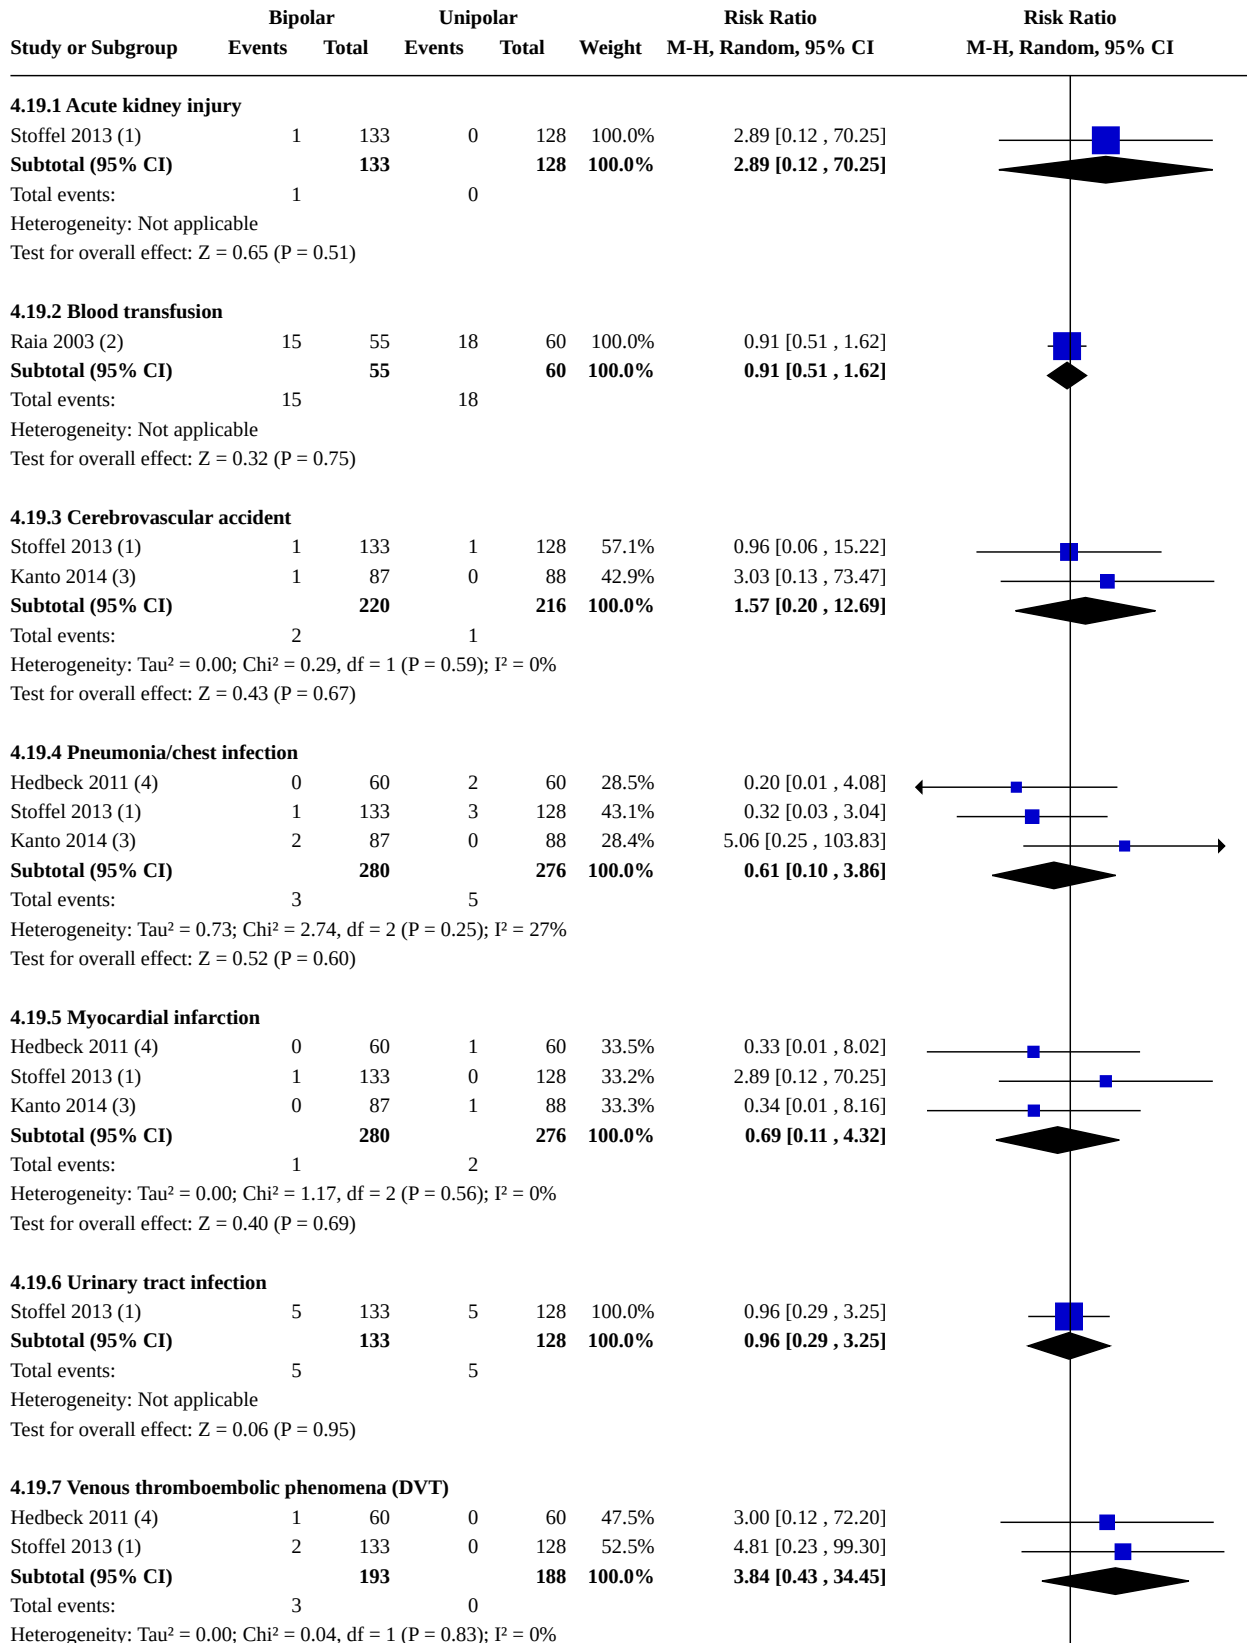 Bipolar Unipolar Risk Ratio Risk Ratio
Study or Subgroup Events Total Events Total Weight M-H, Random, 95% CI M-H, Random, 95% CI
4.19.1 Acute kidney injury
Stoffel 2013 (1) 1 133 0 128 100.0% 2.89 [0.12 , 70.25]
Subtotal (95% CI) 133 128 100.0% 2.89 [0.12 , 70.25]
Total events: 1 0
Heterogeneity: Not applicable
Test for overall effect: Z = 0.65 (P = 0.51)
4.19.2 Blood transfusion
Raia 2003 (2) 15 55 18 60 100.0% 0.91 [0.51 , 1.62]
Subtotal (95% CI) 55 60 100.0% 0.91 [0.51 , 1.62]
Total events: 15 18
Heterogeneity: Not applicable
Test for overall effect: Z = 0.32 (P = 0.75)
4.19.3 Cerebrovascular accident
Stoffel 2013 (1) 1 133 1 128 57.1% 0.96 [0.06 , 15.22]
Kanto 2014 (3) 1 87 0 88 42.9% 3.03 [0.13 , 73.47]
Subtotal (95% CI) 220 216 100.0% 1.57 [0.20 , 12.69]
Total events: 2 1
Heterogeneity: Tau² = 0.00; Chi² = 0.29, df = 1 (P = 0.59); I² = 0%
Test for overall effect: Z = 0.43 (P = 0.67)
4.19.4 Pneumonia/chest infection
Hedbeck 2011 (4) 0 60 2 60 28.5% 0.20 [0.01 , 4.08]
Stoffel 2013 (1) 1 133 3 128 43.1% 0.32 [0.03 , 3.04]
Kanto 2014 (3) 2 87 0 88 28.4% 5.06 [0.25 , 103.83]
Subtotal (95% CI) 280 276 100.0% 0.61 [0.10 , 3.86]
Total events: 3 5
Heterogeneity: Tau² = 0.73; Chi² = 2.74, df = 2 (P = 0.25); I² = 27%
Test for overall effect: Z = 0.52 (P = 0.60)
4.19.5 Myocardial infarction
Hedbeck 2011 (4) 0 60 1 60 33.5% 0.33 [0.01 , 8.02]
Stoffel 2013 (1) 1 133 0 128 33.2% 2.89 [0.12 , 70.25]
Kanto 2014 (3) 0 87 1 88 33.3% 0.34 [0.01 , 8.16]
Subtotal (95% CI) 280 276 100.0% 0.69 [0.11 , 4.32]
Total events: 1 2
Heterogeneity: Tau² = 0.00; Chi² = 1.17, df = 2 (P = 0.56); I² = 0%
Test for overall effect: Z = 0.40 (P = 0.69)
4.19.6 Urinary tract infection
Stoffel 2013 (1) 5 133 5 128 100.0% 0.96 [0.29 , 3.25]
Subtotal (95% CI) 133 128 100.0% 0.96 [0.29 , 3.25]
Total events: 5 5
Heterogeneity: Not applicable
Test for overall effect: Z = 0.06 (P = 0.95)
4.19.7 Venous thromboembolic phenomena (DVT)
Hedbeck 2011 (4) 1 60 0 60 47.5% 3.00 [0.12 , 72.20]
Stoffel 2013 (1) 2 133 0 128 52.5% 4.81 [0.23 , 99.30]
Subtotal (95% CI) 193 188 100.0% 3.84 [0.43 , 34.45]
Total events: 3 0
Heterogeneity: Tau² = 0.00; Chi² = 0.04, df = 1 (P = 0.83); I² = 0%